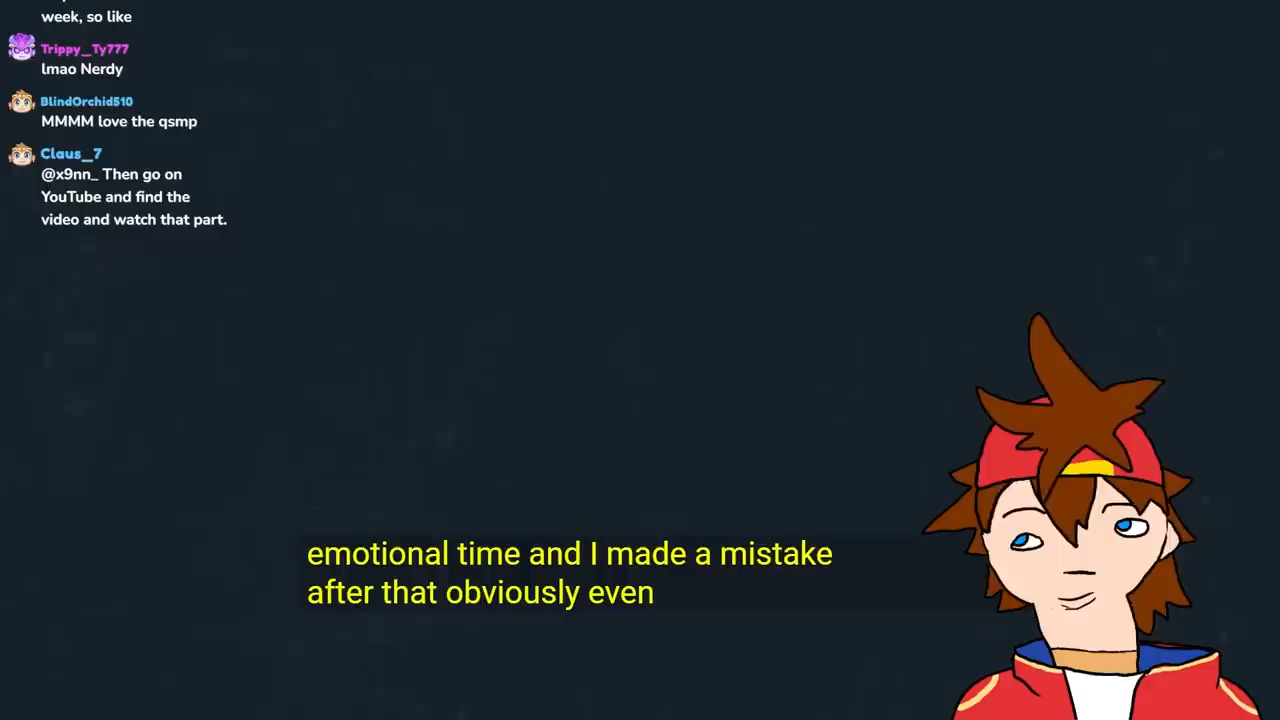 week, so like
Trippy__Ty777
lmao Nerdy
BlindOrchid510
MMMM love the qsmp
Claus_7
@x9nn_ Then go on
YouTube and find the
video and watch that part.
emotional time and I made a mistake
after that obviously even